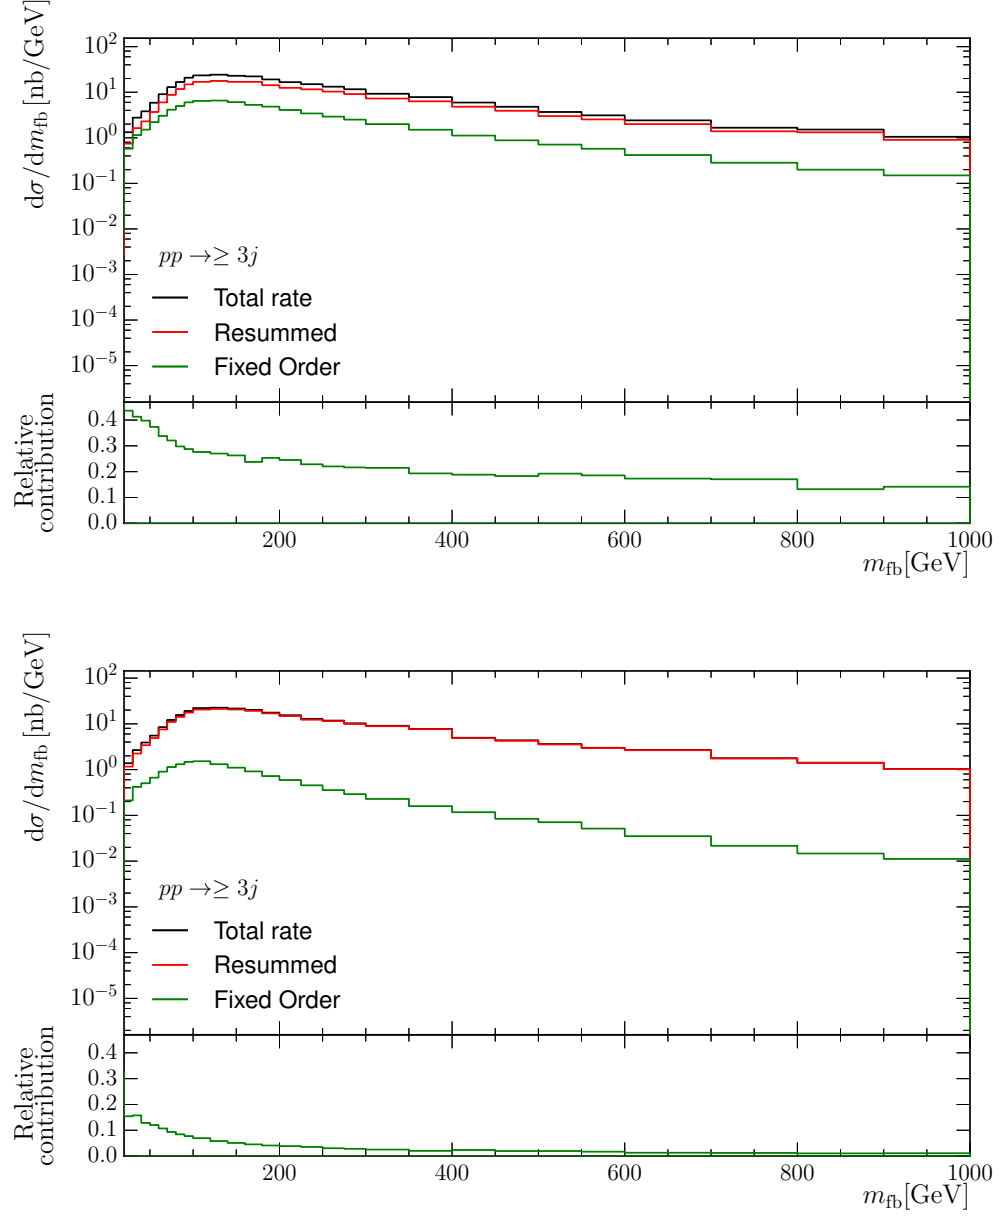 dσ/dm_fb [nb/GeV]
10^2
10^1
10^0
10^−1
10^−2
10^−3
10^−4
10^−5
pp →≥ 3j
Total rate
Resummed
Fixed Order
Relative
contribution
0.4
0.3
0.2
0.1
0.0
200 400 600 800 1000
m_fb[GeV]
dσ/dm_fb [nb/GeV]
10^2
10^1
10^0
10^−1
10^−2
10^−3
10^−4
10^−5
pp →≥ 3j
Total rate
Resummed
Fixed Order
Relative
contribution
0.4
0.3
0.2
0.1
0.0
200 400 600 800 1000
m_fb[GeV]